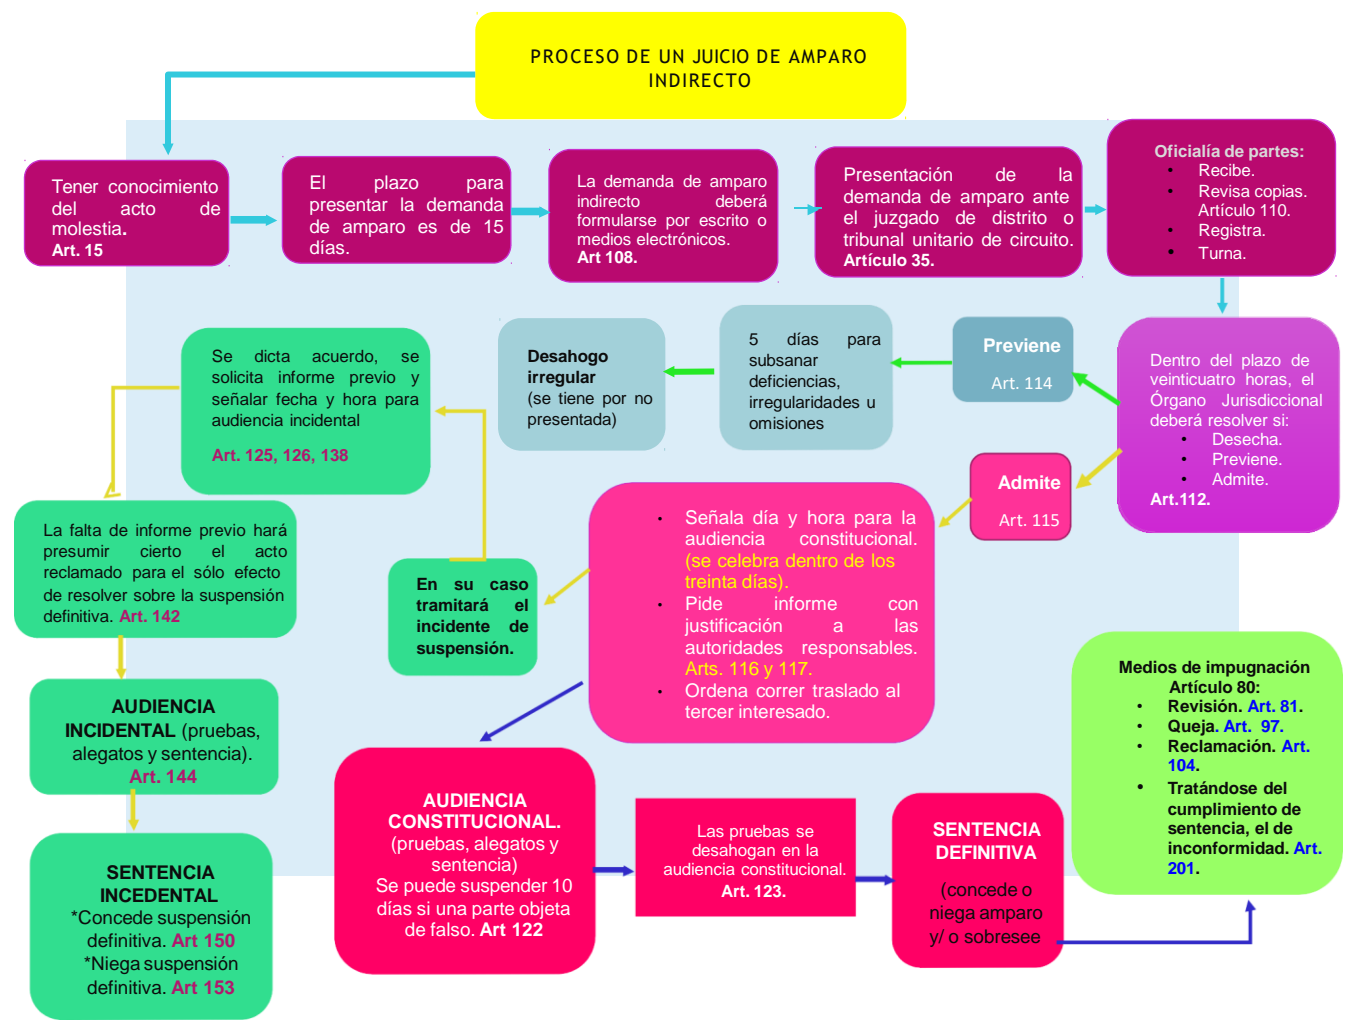 PROCESO DE UN JUICIO DE AMPARO
INDIRECTO
Tener conocimiento
del acto de
molestia.
Art. 15
El plazo para
presentar la demanda
de amparo es de 15
días.
La demanda de amparo
indirecto deberá
formularse por escrito o
medios electrónicos.
Art 108.
Presentación de la
demanda de amparo ante
el juzgado de distrito o
tribunal unitario de circuito.
Artículo 35.
Oficialía de partes:
• Recibe.
• Revisa copias.
Artículo 110.
• Registra.
• Turna.
Dentro del plazo de
veinticuatro horas, el
Órgano Jurisdiccional
deberá resolver si:
• Desecha.
• Previene.
• Admite.
Art.112.
Previene
Art. 114
5 días para
subsanar
deficiencias,
irregularidades u
omisiones
Desahogo
irregular
(se tiene por no
presentada)
Admite
Art. 115
• Señala día y hora para la
audiencia constitucional.
(se celebra dentro de los
treinta días).
• Pide informe con
justificación a las
autoridades responsables.
Arts. 116 y 117.
• Ordena correr traslado al
tercer interesado.
En su caso
tramitará el
incidente de
suspensión.
Se dicta acuerdo, se
solicita informe previo y
señalar fecha y hora para
audiencia incidental
Art. 125, 126, 138
La falta de informe previo hará
presumir cierto el acto
reclamado para el sólo efecto
de resolver sobre la suspensión
definitiva. Art. 142
AUDIENCIA
INCIDENTAL (pruebas,
alegatos y sentencia).
Art. 144
SENTENCIA
INCEDENTAL
*Concede suspensión
definitiva. Art 150
*Niega suspensión
definitiva. Art 153
AUDIENCIA
CONSTITUCIONAL.
(pruebas, alegatos y
sentencia)
Se puede suspender 10
días si una parte objeta
de falso. Art 122
Las pruebas se
desahogan en la
audiencia constitucional.
Art. 123.
SENTENCIA
DEFINITIVA
(concede o
niega amparo
y/ o sobresee
Medios de impugnación
Artículo 80:
• Revisión. Art. 81.
• Queja. Art. 97.
• Reclamación. Art.
104.
• Tratándose del
cumplimiento de
sentencia, el de
inconformidad. Art.
201.